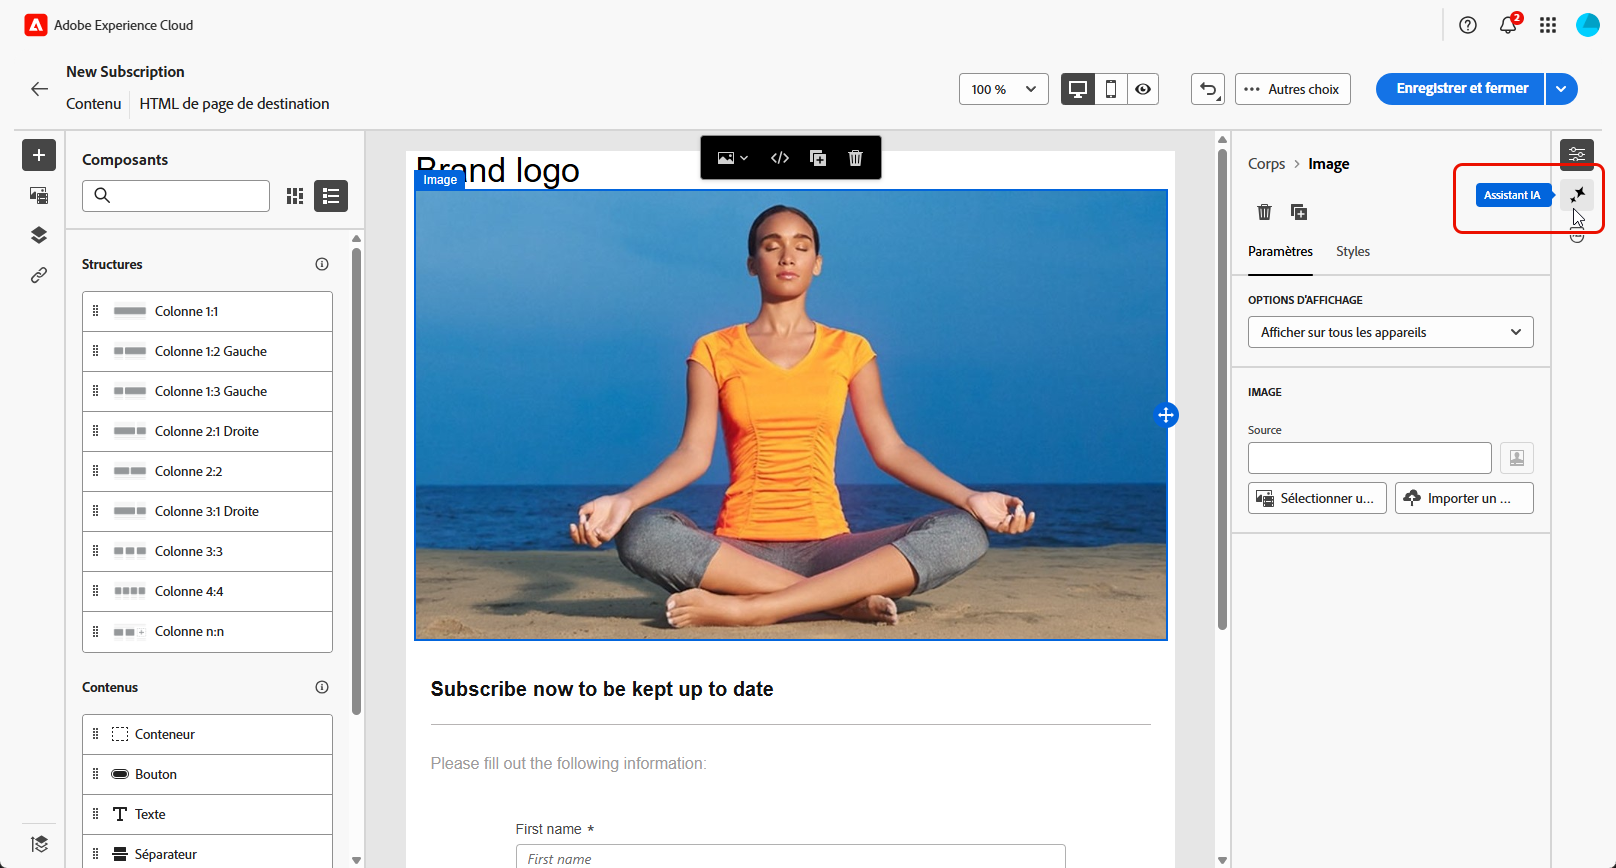 Adobe Experience Cloud
2
New Subscription
Contenu
HTML de page de destination
100 %
Autres choix
Enregistrer et fermer
Composants
Structures
Colonne 1:1
Colonne 1:2 Gauche
Colonne 1:3 Gauche
Colonne 2:1 Droite
Colonne 2:2
Colonne 3:1 Droite
Colonne 3:3
Colonne 4:4
Colonne n:n
Contenus
Conteneur
Bouton
Texte
Séparateur
Brand logo
Image
Subscribe now to be kept up to date
Please fill out the following information:
First name *
First name
Corps > Image
Assistant IA
Paramètres
Styles
OPTIONS D'AFFICHAGE
Afficher sur tous les appareils
IMAGE
Source
Sélectionner u...
Importer un ...